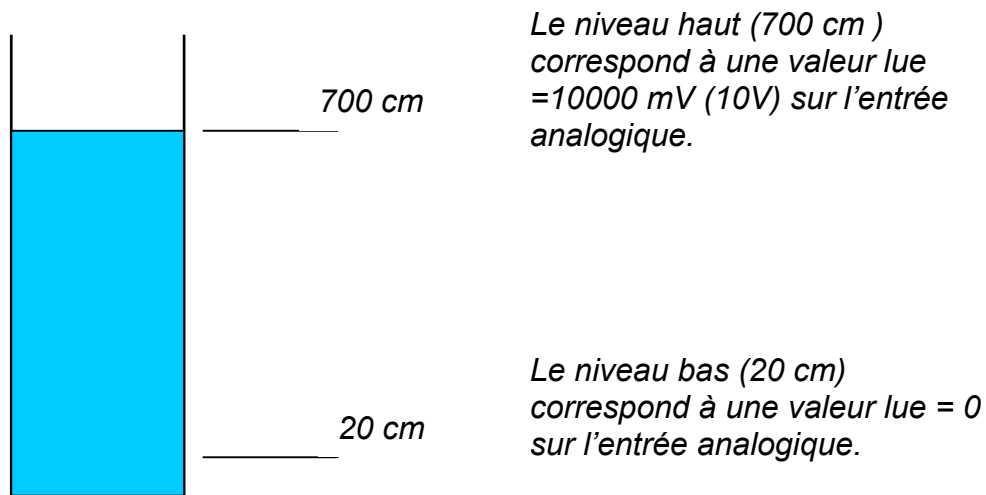 Le niveau haut (700 cm )
correspond à une valeur lue
=10000 mV (10V) sur l’entrée
analogique.
700 cm
Le niveau bas (20 cm)
correspond à une valeur lue = 0
sur l’entrée analogique.
20 cm